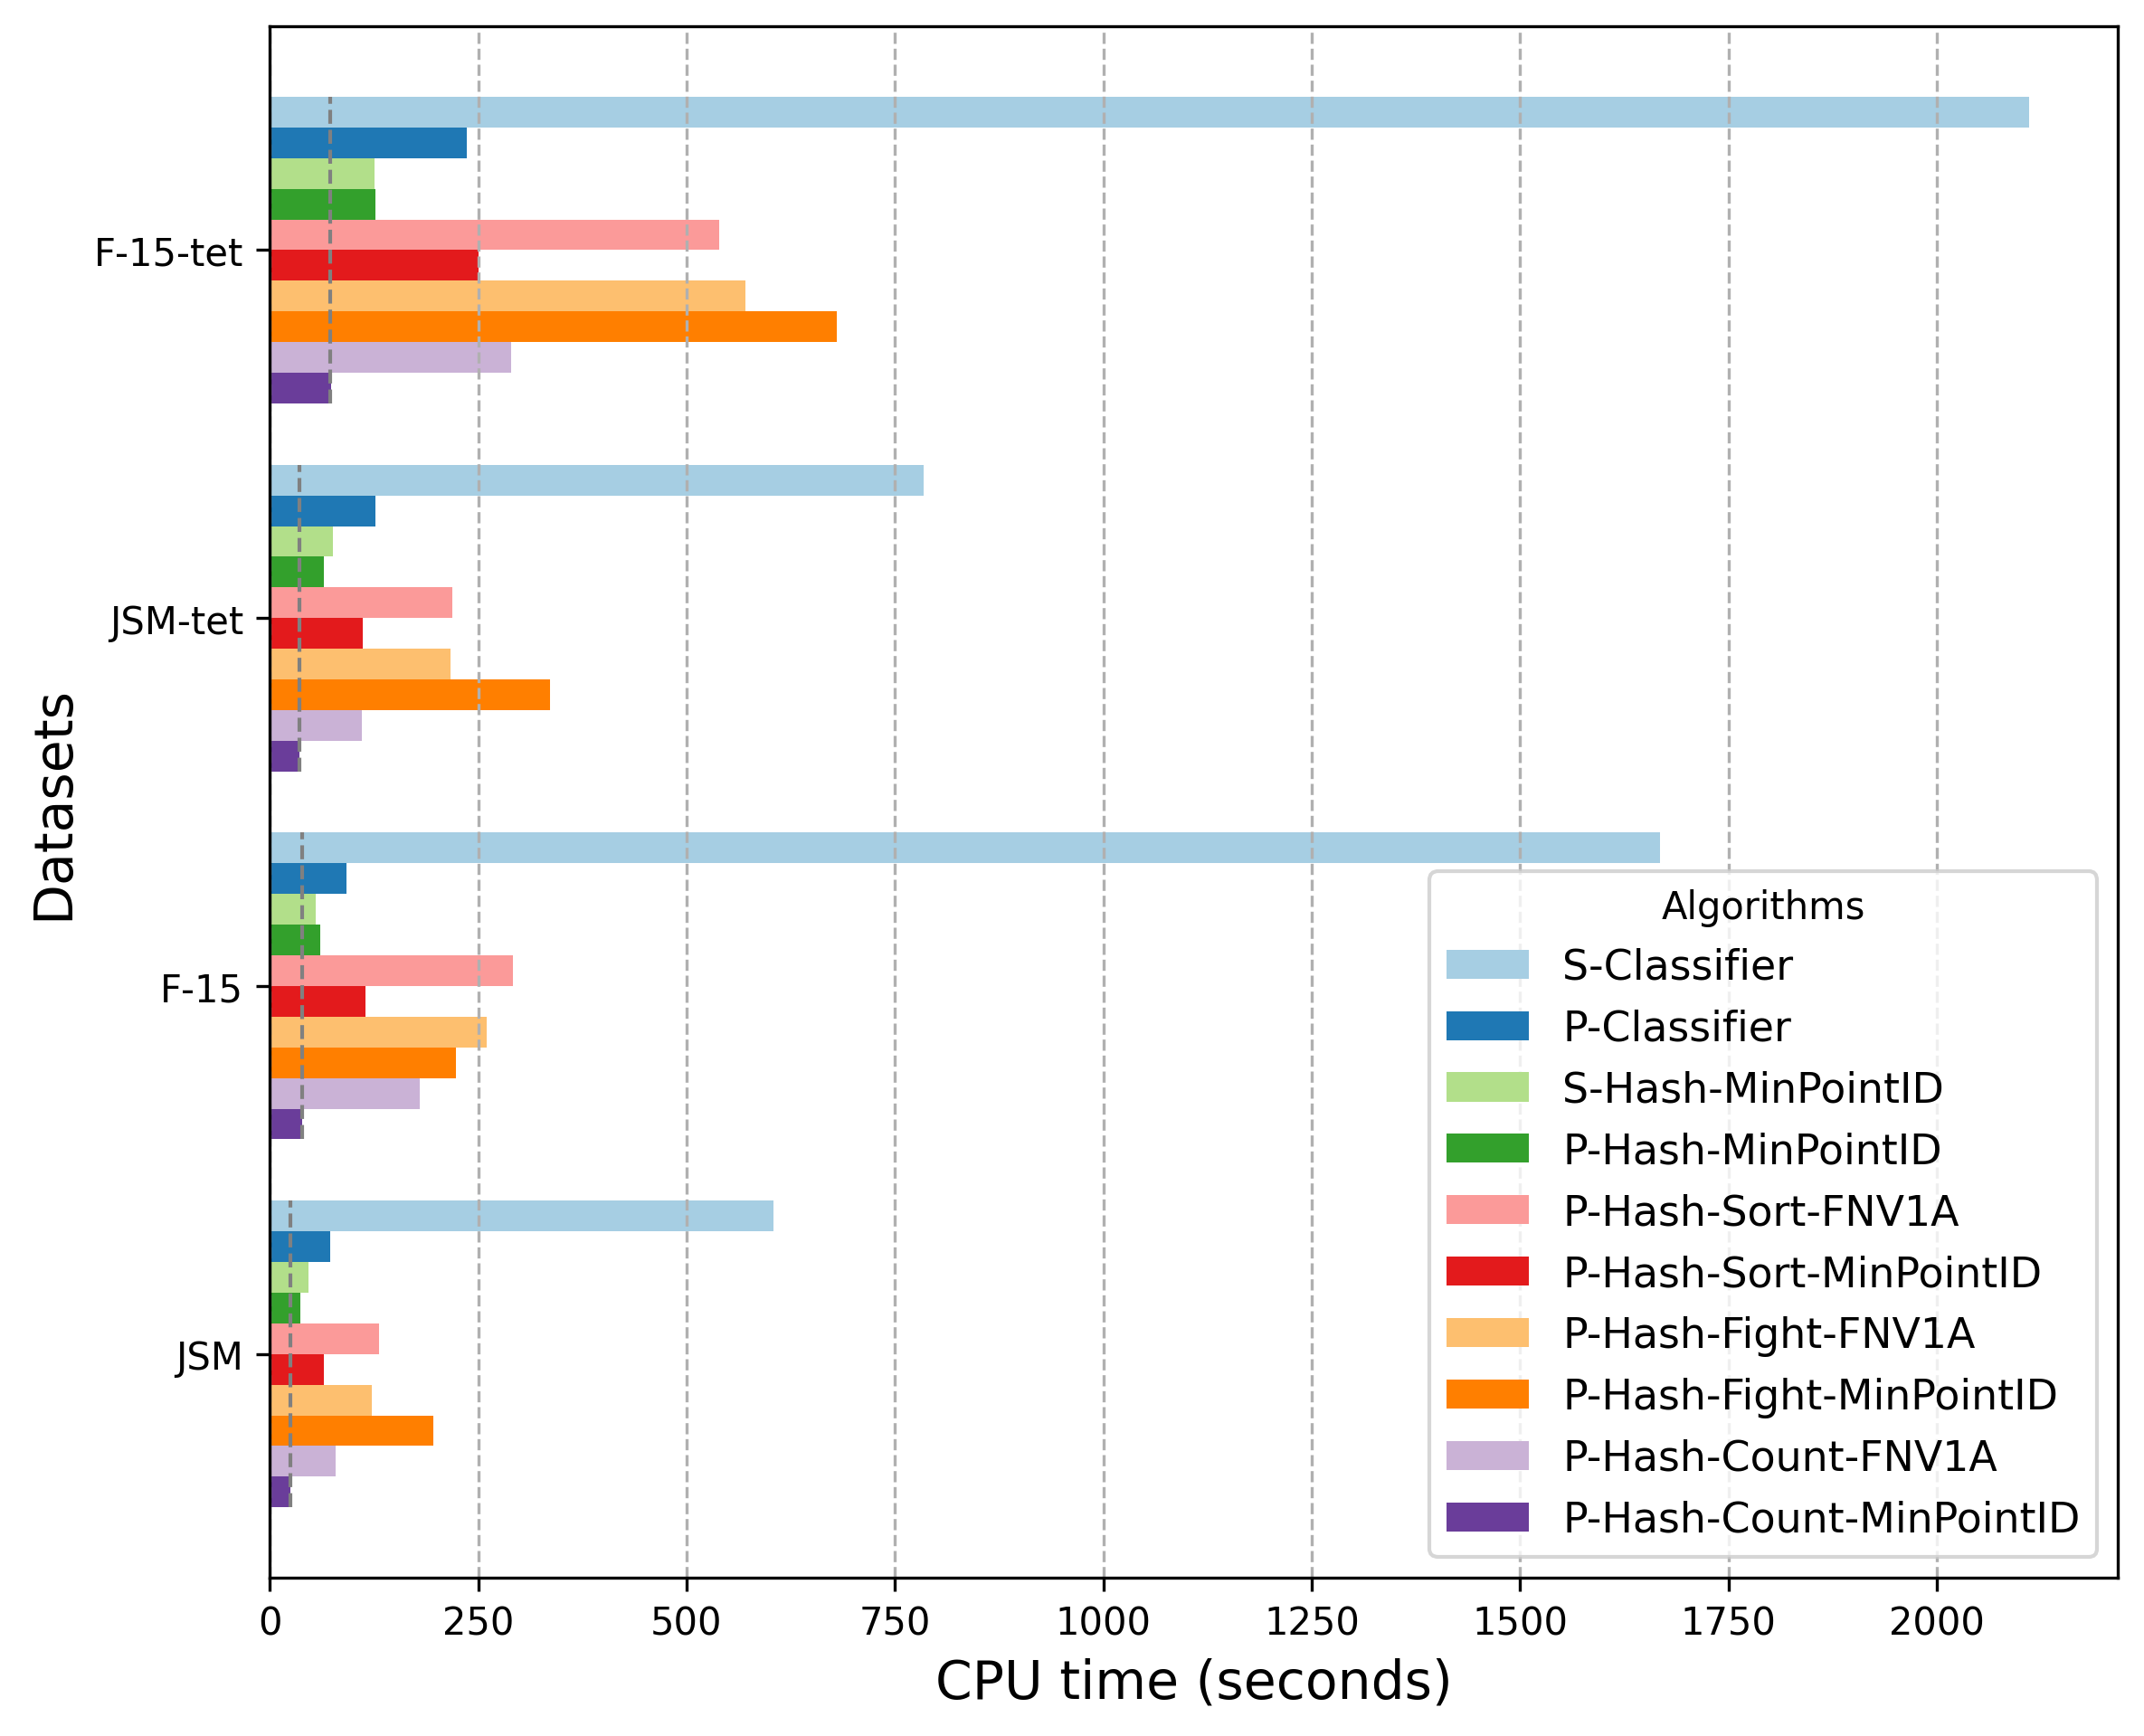 F-15-tet
JSM-tet
F-15
JSM
Datasets
Algorithms
S-Classifier
P-Classifier
S-Hash-MinPointID
P-Hash-MinPointID
P-Hash-Sort-FNV1A
P-Hash-Sort-MinPointID
P-Hash-Fight-FNV1A
P-Hash-Fight-MinPointID
P-Hash-Count-FNV1A
P-Hash-Count-MinPointID
0 250 500 750 1000 1250 1500 1750 2000
CPU time (seconds)